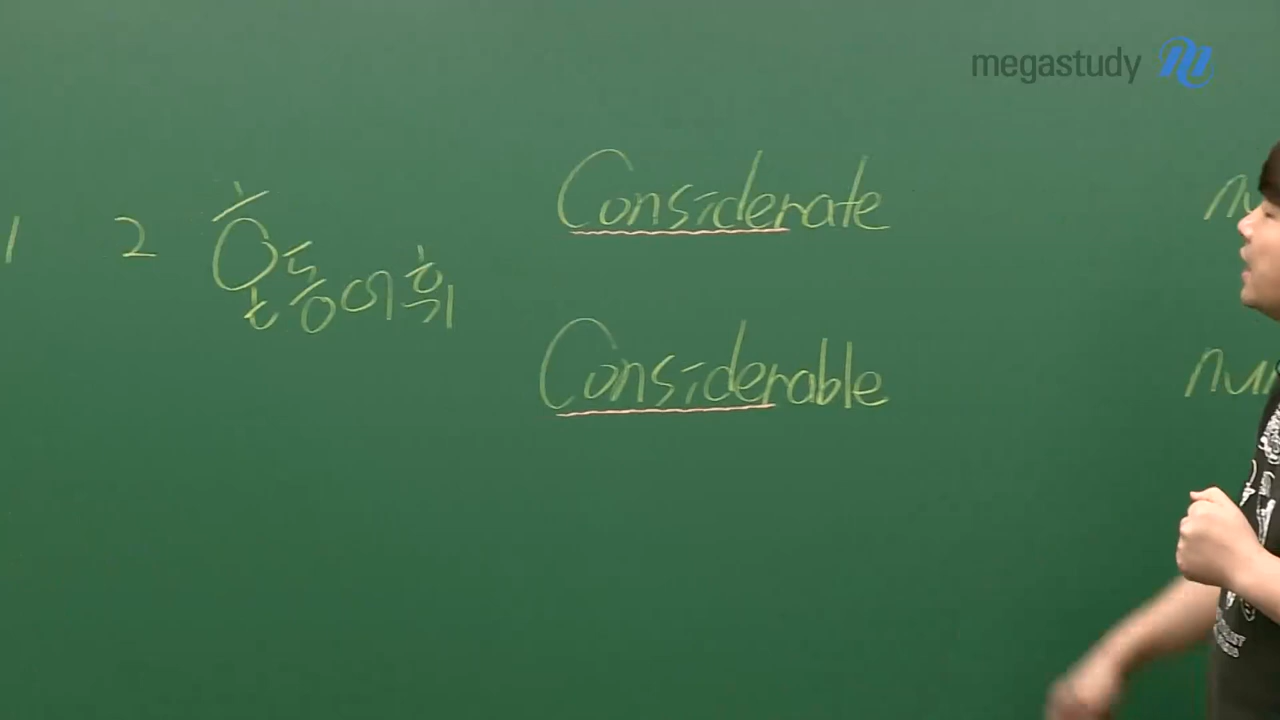 1 2 혼동어휘
megastudy
Considerate
Considerable